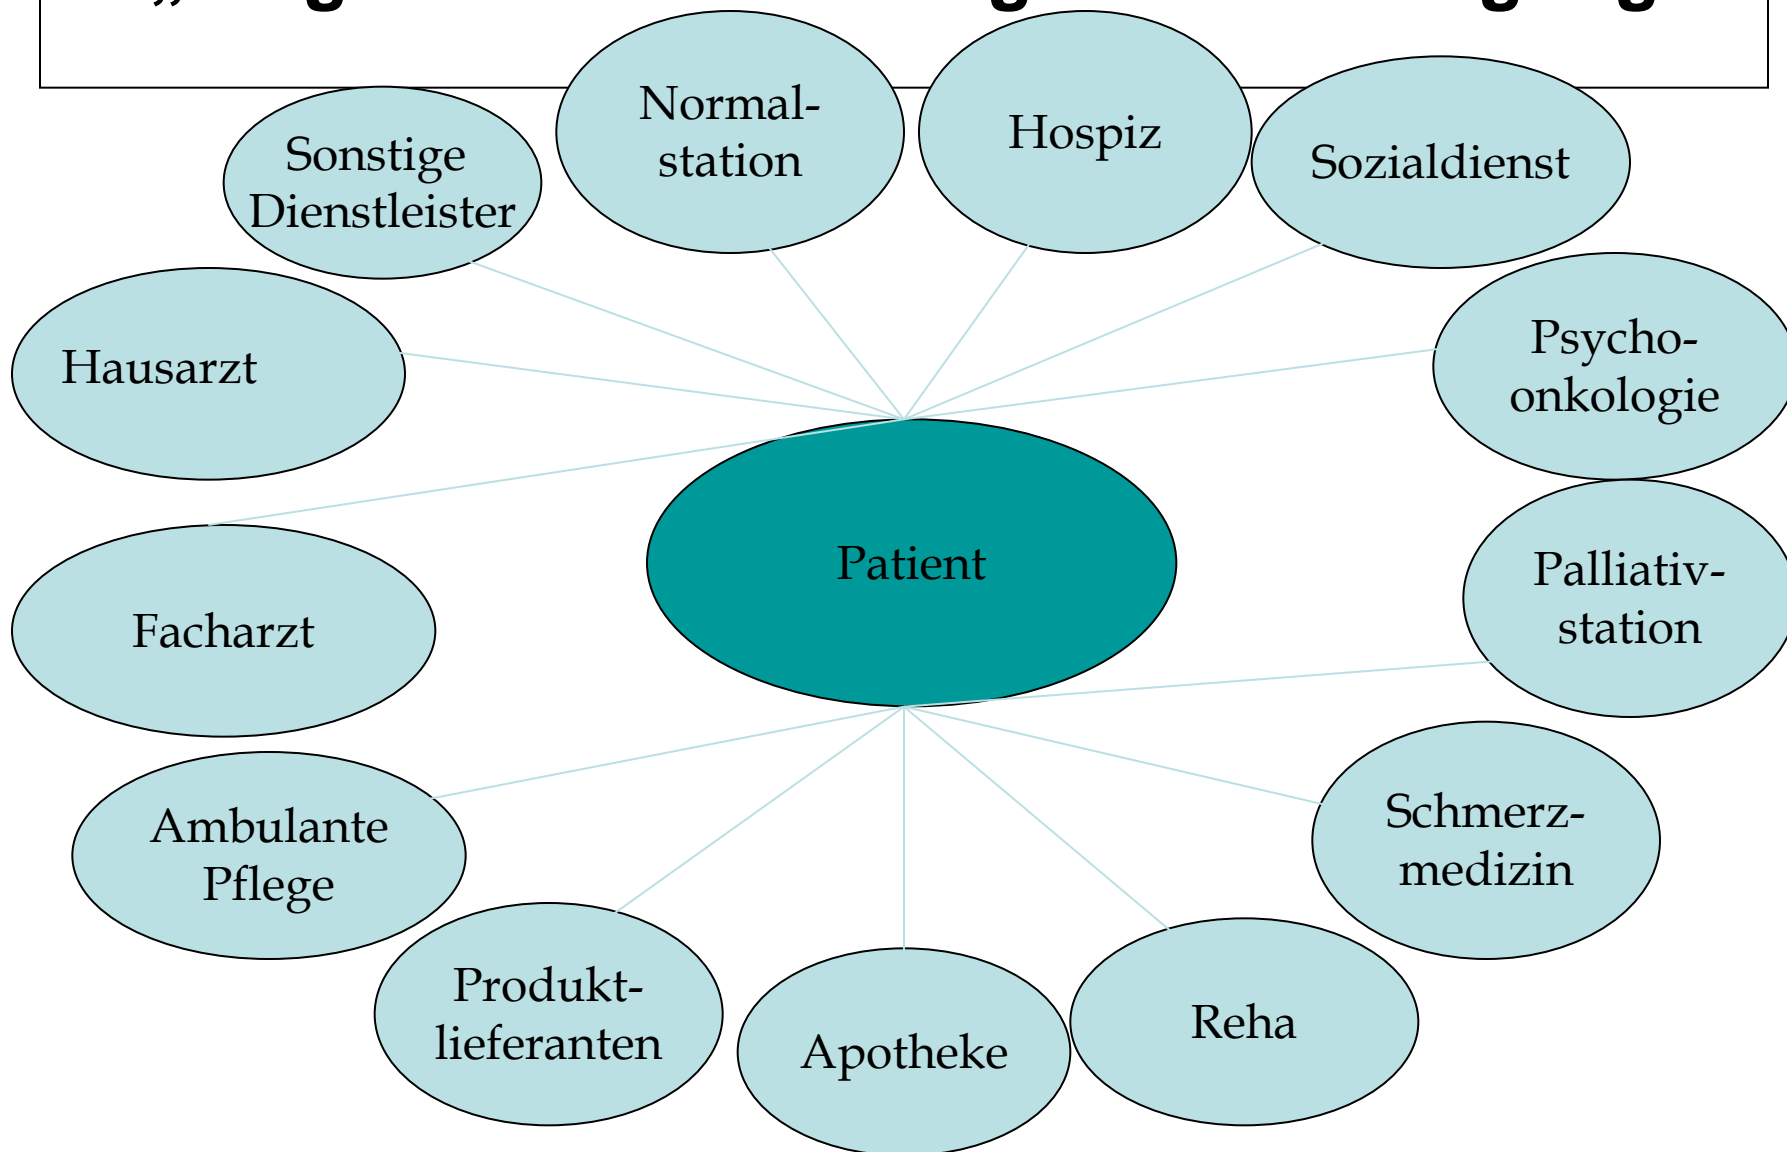 Normal-
station
Hospiz
Sozialdienst
Sonstige
Dienstleister
Hausarzt
Psycho-
onkologie
Patient
Palliativ-
station
Facharzt
Ambulante
Pflege
Schmerz-
medizin
Produkt-
lieferanten
Apotheke
Reha